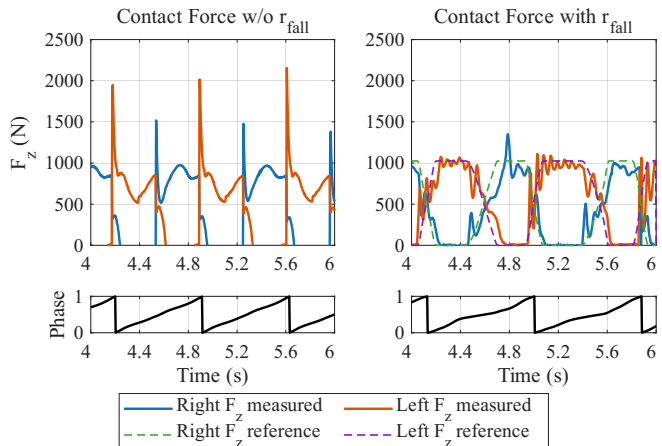 Contact Force w/o r_fall
Contact Force with r_fall
F_z (N)
2500
2000
1500
1000
500
0
4 4.4 4.8 5.2 5.6 6
2500
2000
1500
1000
500
0
4 4.4 4.8 5.2 5.6 6
Phase
1
0
4 4.4 4.8 5.2 5.6 6
Time (s)
1
0
4 4.4 4.8 5.2 5.6 6
Time (s)
Right F_z measured
Left F_z measured
Right F_z reference
Left F_z reference